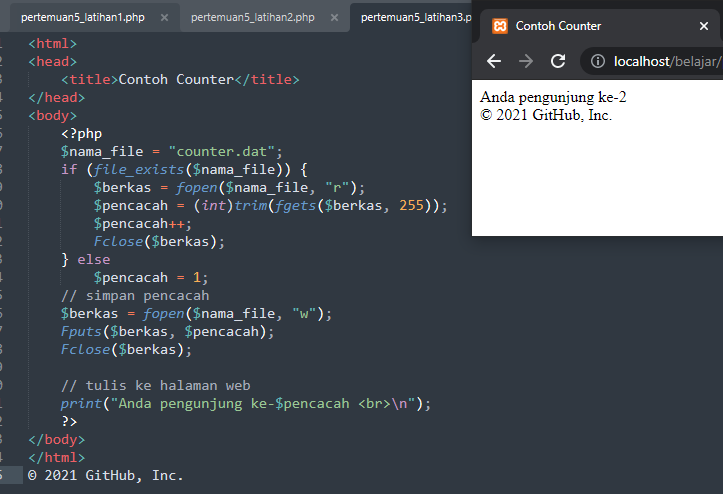 pertemuan5_latihan1.php × pertemuan5_latihan2.php × pertemuan5_latihan3.p
<html>
<head>
<title>Contoh Counter</title>
</head>
<body>
<?php
$nama_file = "counter.dat";
if (file_exists($nama_file)) {
$berkas = fopen($nama_file, "r");
$pencacah = (int)trim(fgets($berkas, 255));
$pencacah++;
Fclose($berkas);
} else
$pencacah = 1;
// simpan pencacah
$berkas = fopen($nama_file, "w");
Fputs($berkas, $pencacah);
Fclose($berkas);
// tulis ke halaman web
print("Anda pengunjung ke-$pencacah <br>\n");
?>
</body>
</html>
© 2021 GitHub, Inc.
Contoh Counter ×
localhost/belajar/
Anda pengunjung ke-2
© 2021 GitHub, Inc.